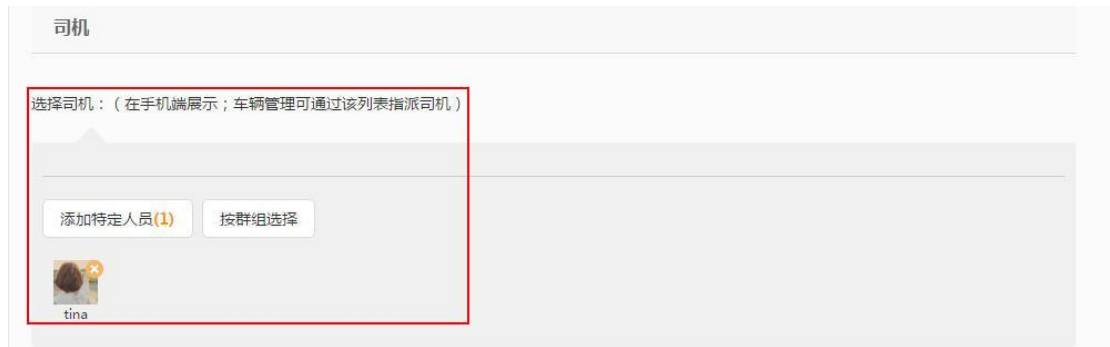 司机
选择司机：（在手机端展示；车辆管理可通过该列表指派司机）
添加特定人员(1) 按群组选择
tina